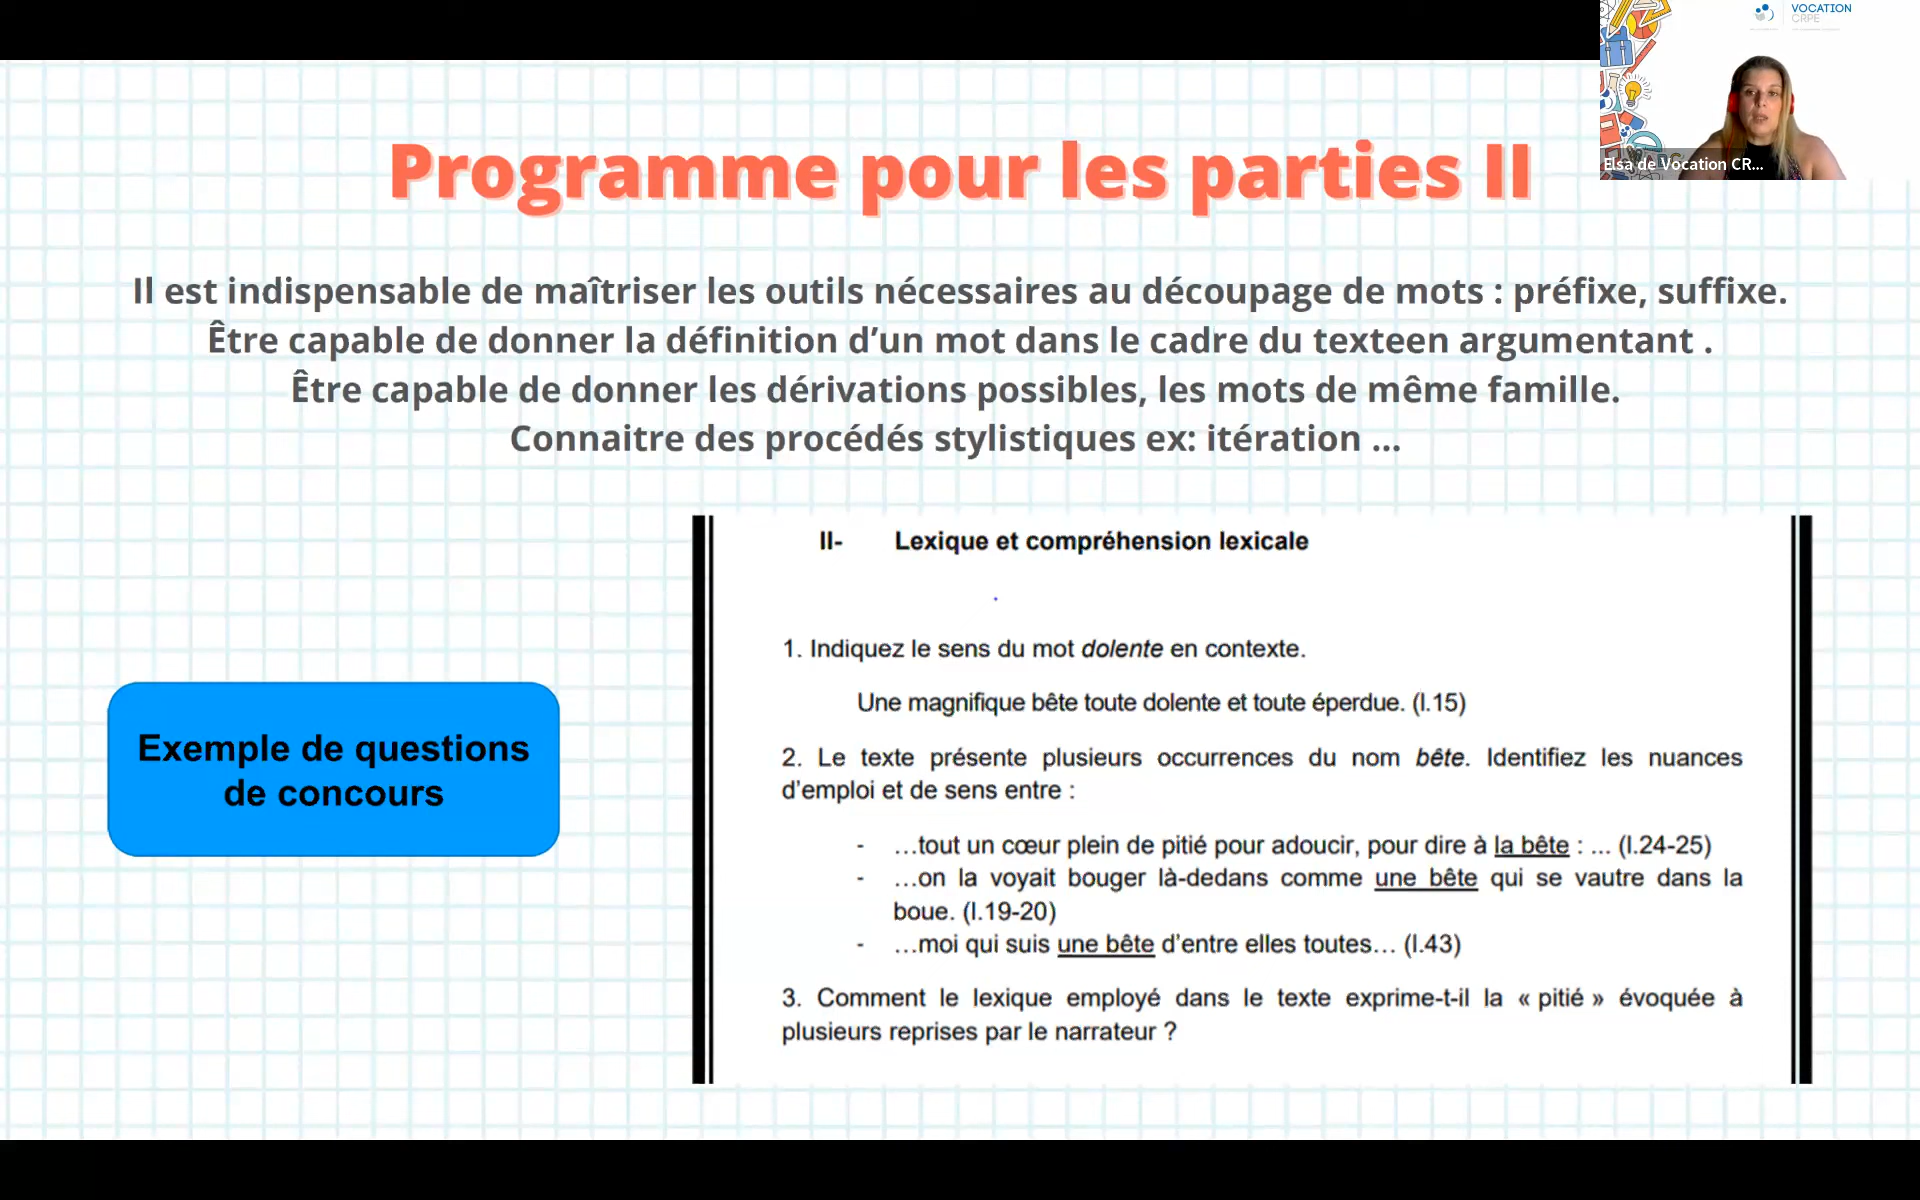 VOCATION
CRPE
Elsa de Vocation CR...
Programme pour les parties II
Il est indispensable de maîtriser les outils nécessaires au découpage de mots : préfixe, suffixe.
Être capable de donner la définition d’un mot dans le cadre du texteen argumentant .
Être capable de donner les dérivations possibles, les mots de même famille.
Connaitre des procédés stylistiques ex: itération ...
Exemple de questions
de concours
II- Lexique et compréhension lexicale
1. Indiquez le sens du mot dolente en contexte.
Une magnifique bête toute dolente et toute éperdue. (l.15)
2. Le texte présente plusieurs occurrences du nom bête. Identifiez les nuances
d’emploi et de sens entre :
- …tout un cœur plein de pitié pour adoucir, pour dire à la bête : ... (l.24-25)
- …on la voyait bouger là-dedans comme une bête qui se vautre dans la
boue. (l.19-20)
- …moi qui suis une bête d’entre elles toutes… (l.43)
3. Comment le lexique employé dans le texte exprime-t-il la « pitié » évoquée à
plusieurs reprises par le narrateur ?